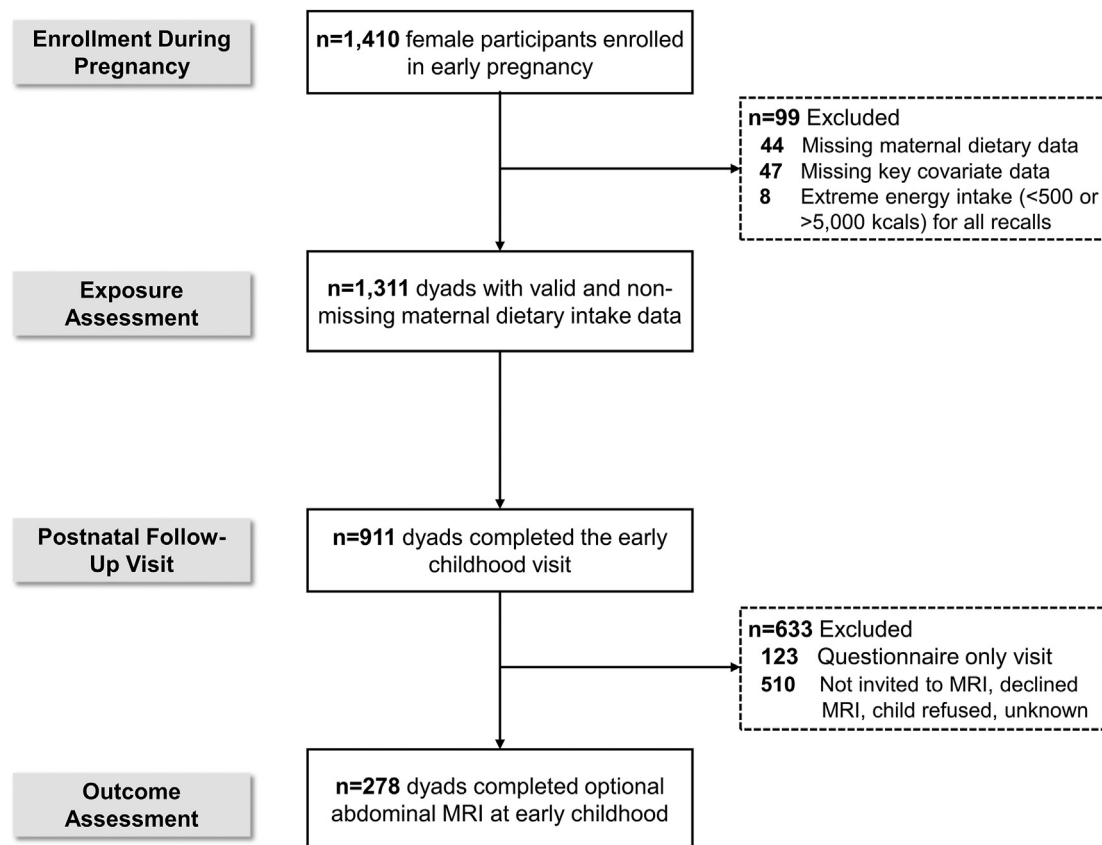 Enrollment During
Pregnancy
n=1,410 female participants enrolled
in early pregnancy
n=99 Excluded
44 Missing maternal dietary data
47 Missing key covariate data
8 Extreme energy intake (<500 or
>5,000 kcals) for all recalls
Exposure
Assessment
n=1,311 dyads with valid and non-
missing maternal dietary intake data
Postnatal Follow-
Up Visit
n=911 dyads completed the early
childhood visit
n=633 Excluded
123 Questionnaire only visit
510 Not invited to MRI, declined
MRI, child refused, unknown
Outcome
Assessment
n=278 dyads completed optional
abdominal MRI at early childhood